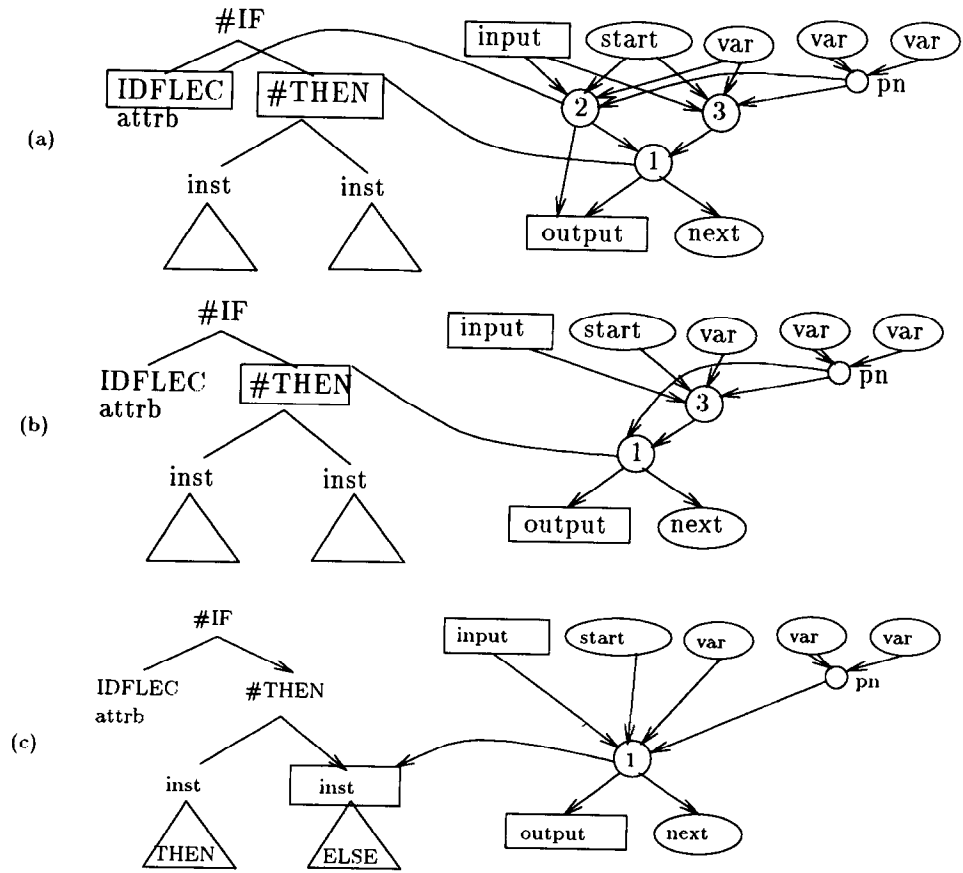 #IF
input start var var var
IDFLEC #THEN
attrb
2 3 pn
(a)
1
inst inst
output next
#IF
input start var var var
IDFLEC #THEN
attrb
pn
3
(b)
1
inst inst
output next
#IF
input start var var var
IDFLEC #THEN
attrb
pn
(c)
1
inst inst
output next
THEN ELSE